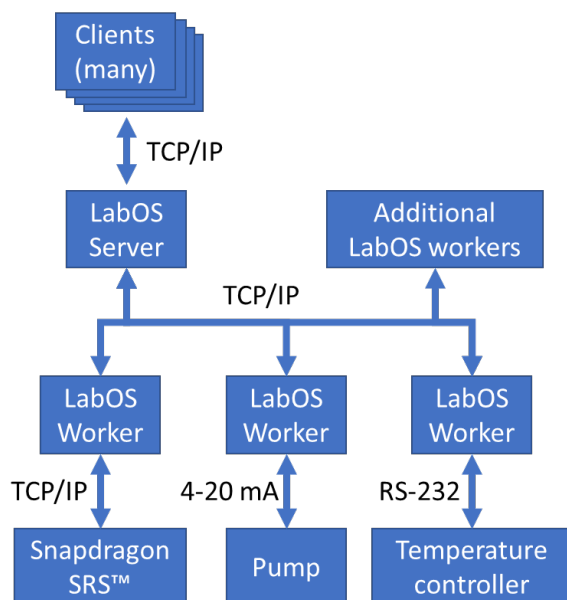 Clients
(many)
TCP/IP
LabOS
Server
Additional
LabOS workers
TCP/IP
LabOS
Worker
LabOS
Worker
LabOS
Worker
TCP/IP
4-20 mA
RS-232
Snapdragon
SRS™
Pump
Temperature
controller